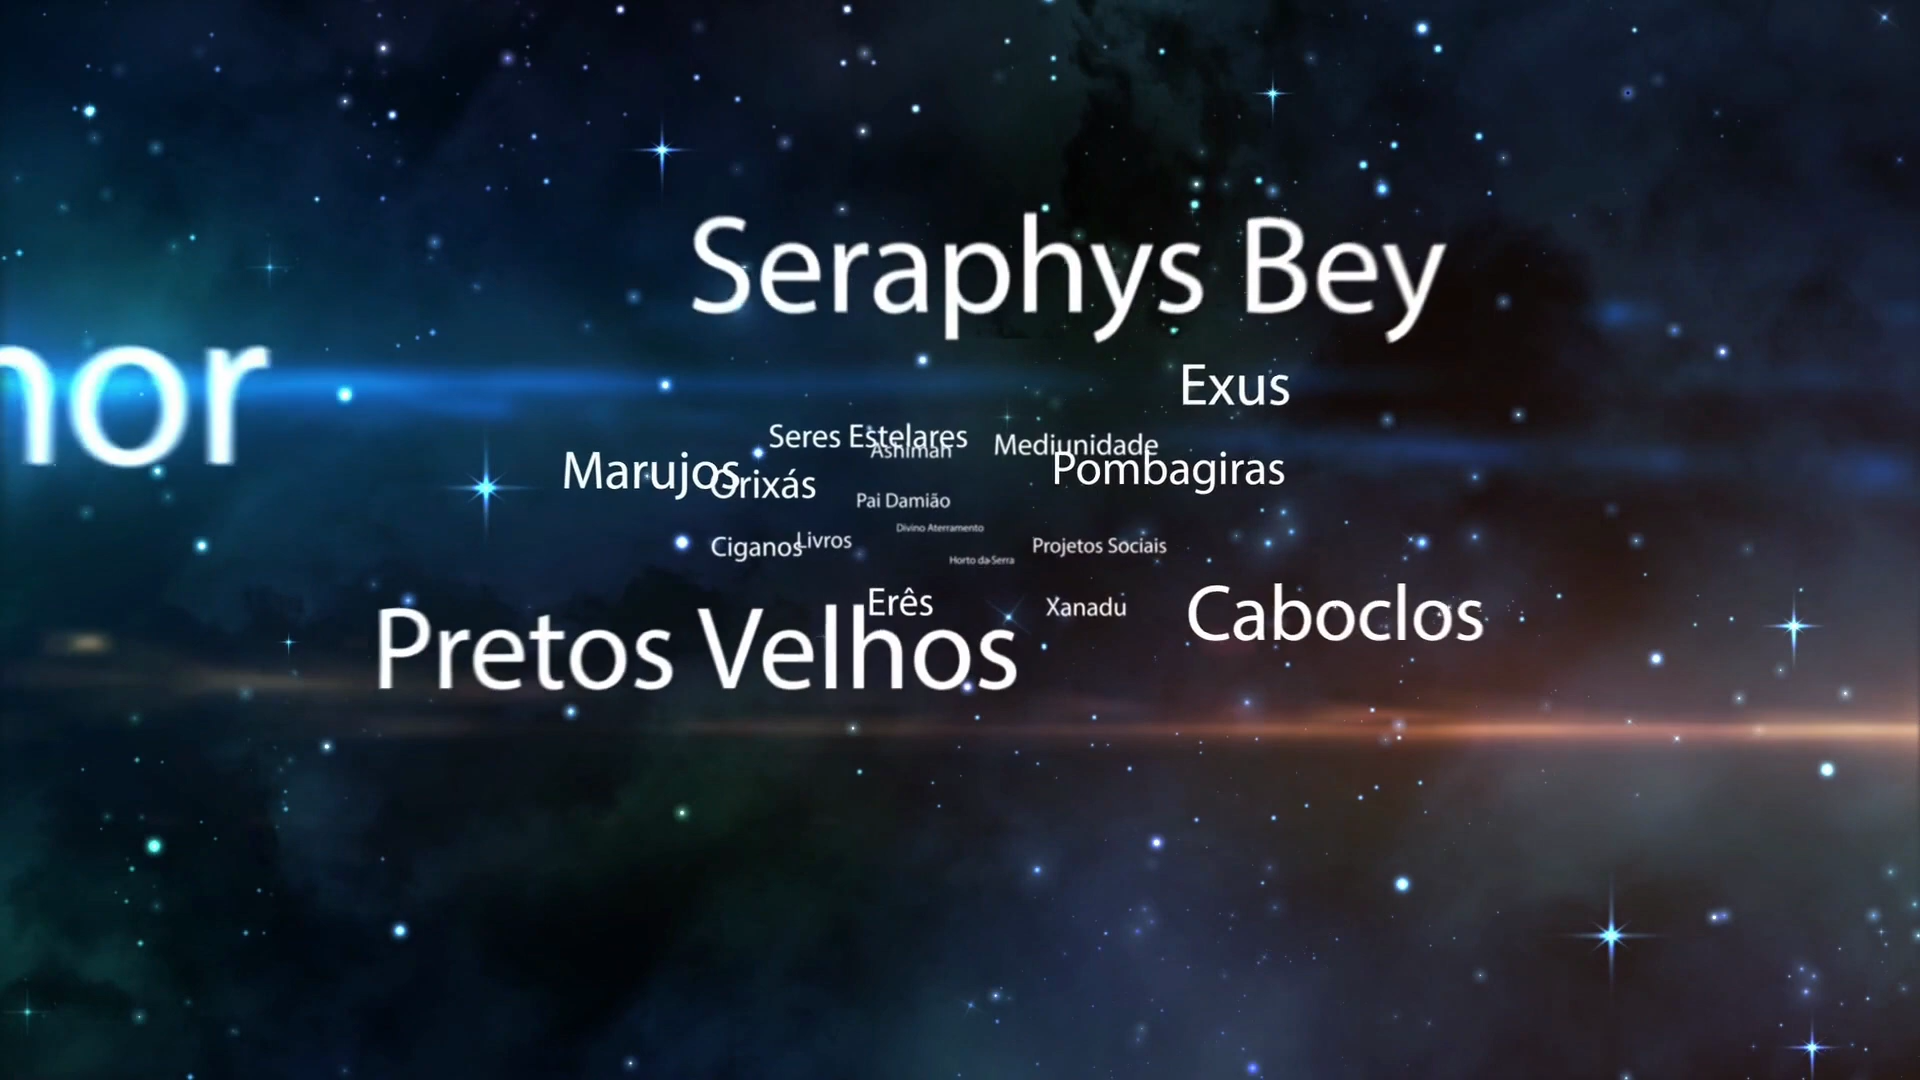 Seraphys Bey
nor
Exus
Seres Estelares
Mediunidade
Ashimah
Marujos
Orixás
Pombagiras
Pai Damião
Divino Aterramento
Ciganos
Livros
Projetos Sociais
Horto da Serra
Erês
Xanadu
Pretos Velhos
Caboclos